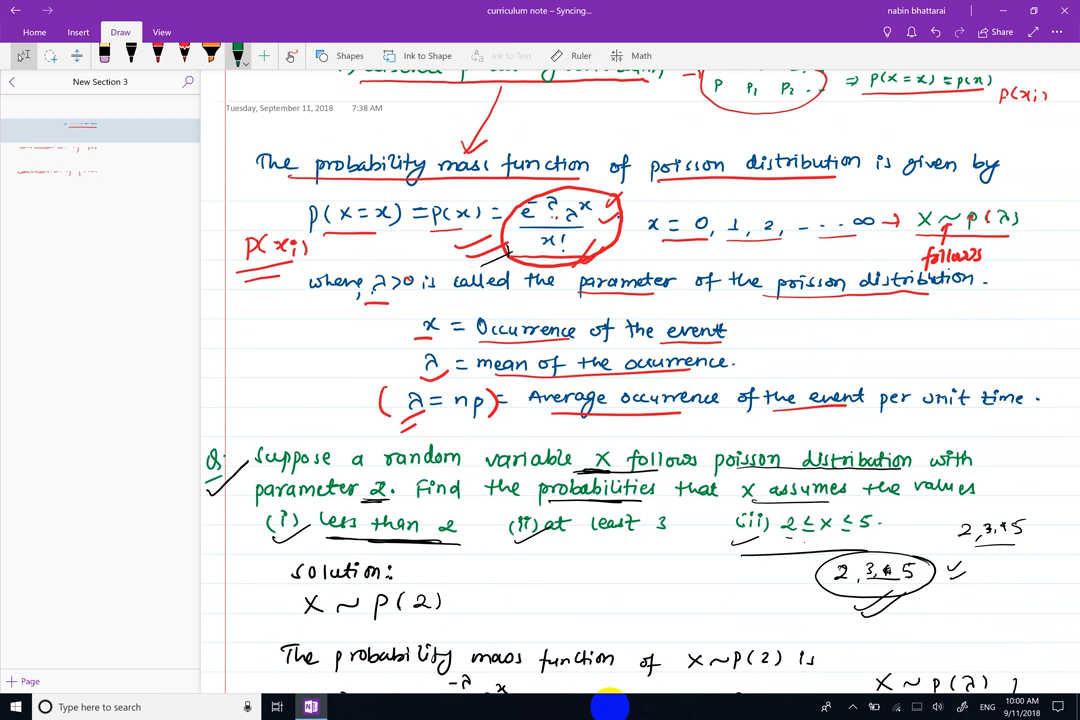 curriculum note - Syncing...
nabin bhattarai
Home Insert Draw View
Share
Shapes Ink to Shape Ink to Text Ruler Math
New Section 3
P P₁ P₂ .. ⇒ P(X=x) = p(x)
P(xi)
Tuesday, September 11, 2018 7:38 AM
The probability mass function of poisson distribution is given by
P(X=x) = P(x) = e^-λ . λ^x / x! x = 0, 1, 2, - ... ∞ → X ~ P(λ)
P(xi)
follows
where, λ>0 is called the parameter of the poisson distribution.
x = Occurrence of the event
λ = mean of the ocurrence.
(λ = np) = Average occurrence of the event per unit time.
Q: Suppose a random variable X follows poisson distribution with
parameter 2. Find the probabilities that X assumes the values
(i) less than 2 (ii) at least 3 (iii) 2 ≤ X ≤ 5.
2, 3, 4 5
2, 3, 4 5
Solution:
X ~ P(2)
The probability mass function of X~P(2) is
-λ x
X ~ P(λ)
+ Page
Type here to search
ENG
10:00 AM
9/11/2018